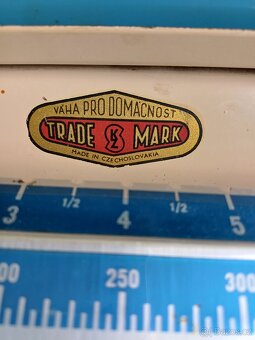 VÁHA PRO DOMÁCNOST
TRADE MARK
MADE IN CZECHOSLOVAKIA
3 1/2 4 1/2 5
00 250 300